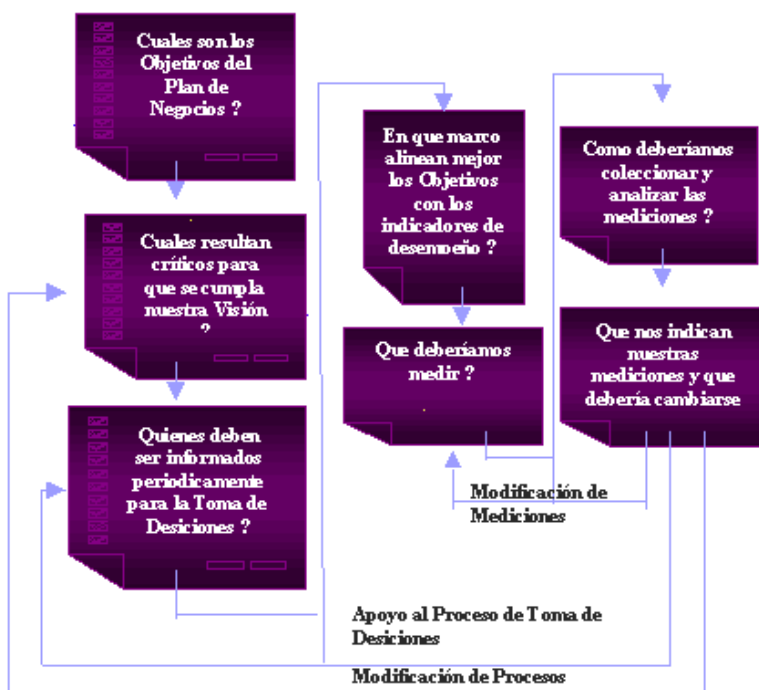 Cuales son los
Objetivos del
Plan de
Negocios ?
Cuales resultan
críticos para
que se cumpla
nuestra Visión
?
Quienes deben
ser informados
periodicamente
para la Toma de
Desiciones ?
En que marco
alinean mejor
los Objetivos
con los
indicadores de
desempeño ?
Que deberíamos
medir ?
Como deberíamos
coleccionar y
analizar las
mediciones ?
Que nos indican
nuestras
mediciones y que
debería cambiarse
Modificación de
Mediciones
Apoyo al Proceso de Toma de
Desiciones
Modificación de Procesos